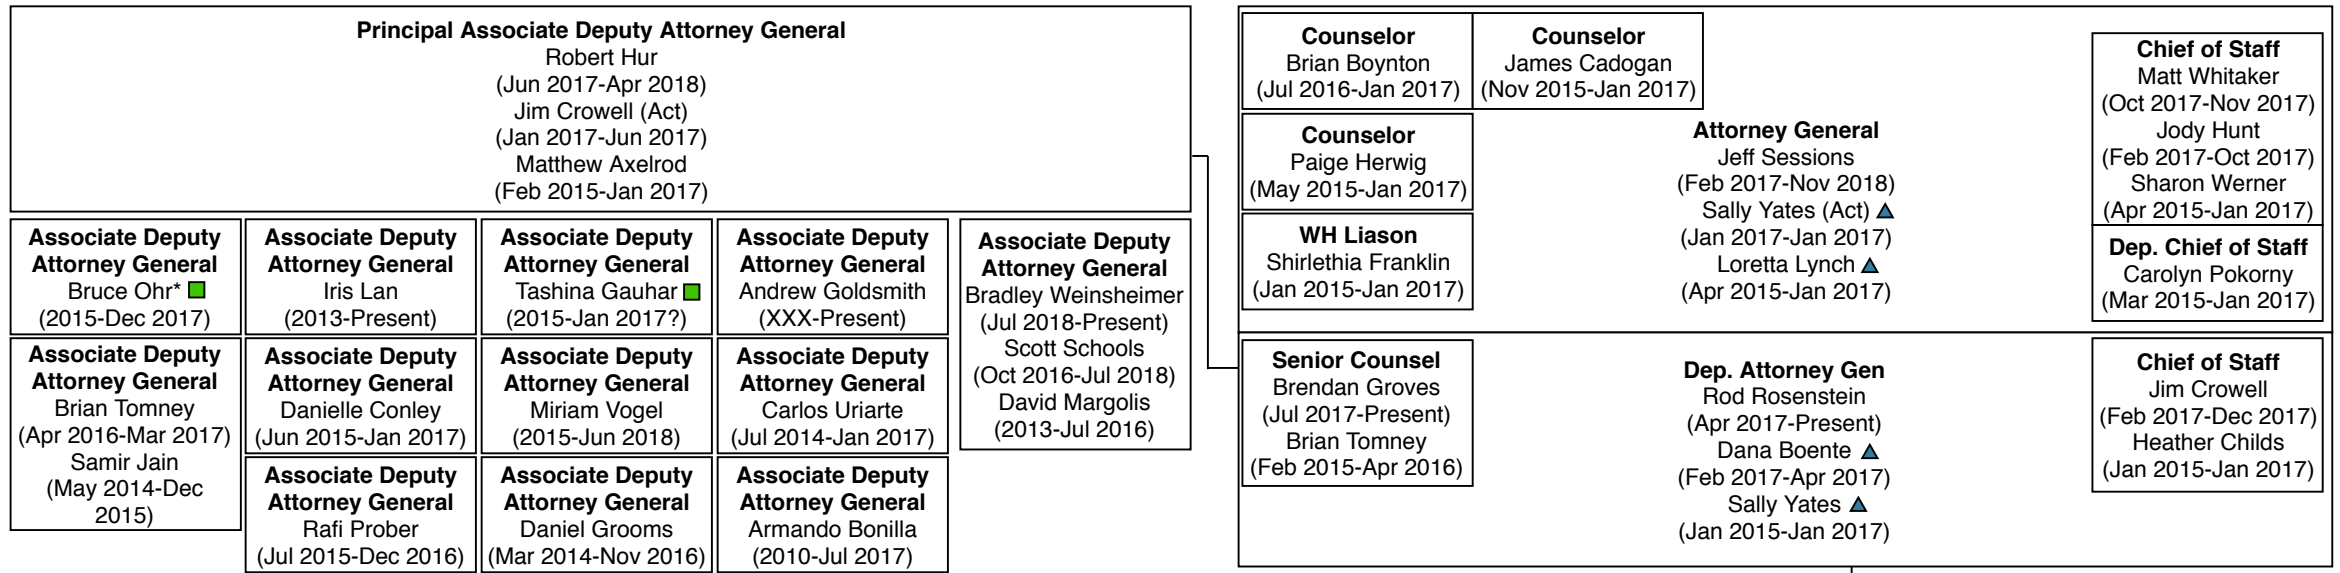 Principal Associate Deputy Attorney General
Robert Hur
(Jun 2017-Apr 2018)
Jim Crowell (Act)
(Jan 2017-Jun 2017)
Matthew Axelrod
(Feb 2015-Jan 2017)
Associate Deputy
Attorney General
Bruce Ohr*
(2015-Dec 2017)
Associate Deputy
Attorney General
Iris Lan
(2013-Present)
Associate Deputy
Attorney General
Tashina Gauhar
(2015-Jan 2017?)
Associate Deputy
Attorney General
Andrew Goldsmith
(XXX-Present)
Associate Deputy
Attorney General
Bradley Weinsheimer
(Jul 2018-Present)
Scott Schools
(Oct 2016-Jul 2018)
David Margolis
(2013-Jul 2016)
Associate Deputy
Attorney General
Brian Tomney
(Apr 2016-Mar 2017)
Samir Jain
(May 2014-Dec
2015)
Associate Deputy
Attorney General
Danielle Conley
(Jun 2015-Jan 2017)
Associate Deputy
Attorney General
Miriam Vogel
(2015-Jun 2018)
Associate Deputy
Attorney General
Carlos Uriarte
(Jul 2014-Jan 2017)
Associate Deputy
Attorney General
Rafi Prober
(Jul 2015-Dec 2016)
Associate Deputy
Attorney General
Daniel Grooms
(Mar 2014-Nov 2016)
Associate Deputy
Attorney General
Armando Bonilla
(2010-Jul 2017)
Counselor
Brian Boynton
(Jul 2016-Jan 2017)
Counselor
James Cadogan
(Nov 2015-Jan 2017)
Counselor
Paige Herwig
(May 2015-Jan 2017)
WH Liason
Shirlethia Franklin
(Jan 2015-Jan 2017)
Attorney General
Jeff Sessions
(Feb 2017-Nov 2018)
Sally Yates (Act)
(Jan 2017-Jan 2017)
Loretta Lynch
(Apr 2015-Jan 2017)
Chief of Staff
Matt Whitaker
(Oct 2017-Nov 2017)
Jody Hunt
(Feb 2017-Oct 2017)
Sharon Werner
(Apr 2015-Jan 2017)
Dep. Chief of Staff
Carolyn Pokorny
(Mar 2015-Jan 2017)
Senior Counsel
Brendan Groves
(Jul 2017-Present)
Brian Tomney
(Feb 2015-Apr 2016)
Dep. Attorney Gen
Rod Rosenstein
(Apr 2017-Present)
Dana Boente
(Feb 2017-Apr 2017)
Sally Yates
(Jan 2015-Jan 2017)
Chief of Staff
Jim Crowell
(Feb 2017-Dec 2017)
Heather Childs
(Jan 2015-Jan 2017)